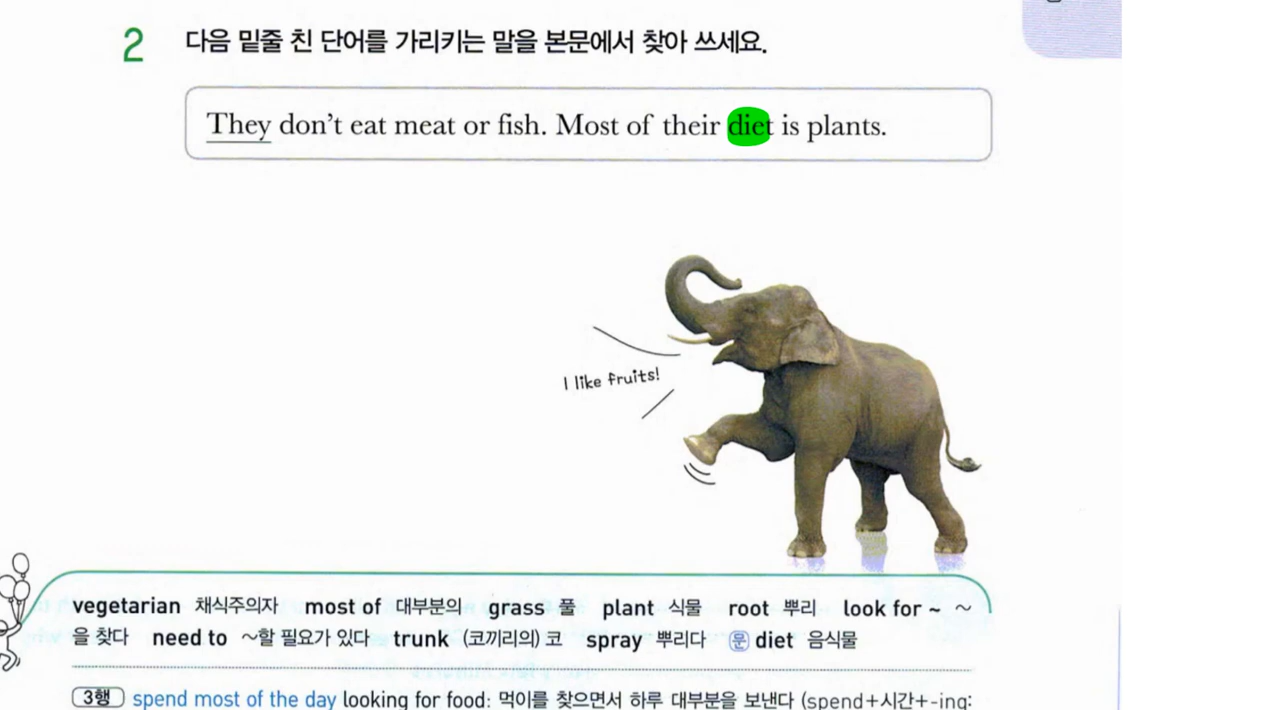 2 다음 밑줄 친 단어를 가리키는 말을 본문에서 찾아 쓰세요.
They don't eat meat or fish. Most of their diet is plants.
I like fruits!
vegetarian 채식주의자 most of 대부분의 grass 풀 plant 식물 root 뿌리 look for ~ ~
을 찾다 need to ~할 필요가 있다 trunk (코끼리의) 코 spray 뿌리다 문 diet 음식물
3행 spend most of the day looking for food: 먹이를 찾으면서 하루 대부분을 보낸다 (spend+시간+-ing: